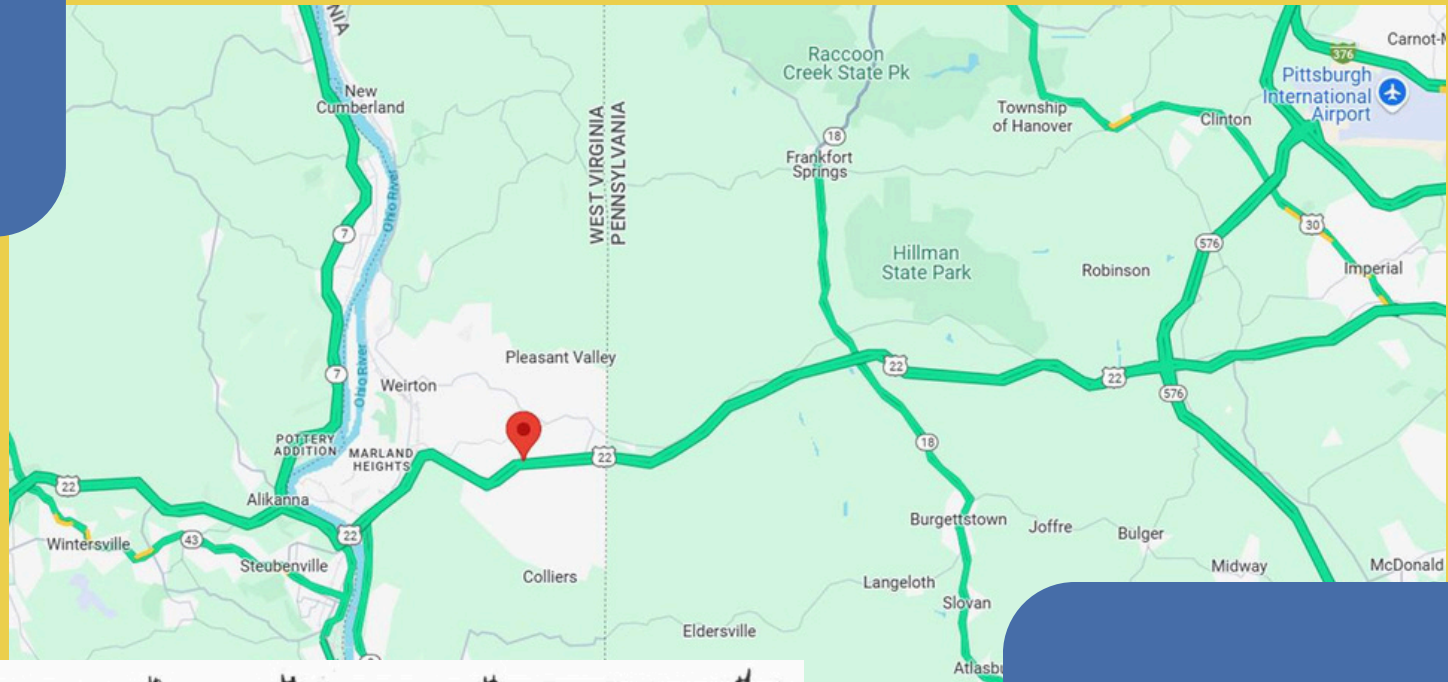 NIA
New
Cumberland
Raccoon
Creek State Pk
376
Carnot-M
Pittsburgh
International
Airport
Township
of Hanover
Clinton
18
Frankfort
Springs
WEST VIRGINIA
PENNSYLVANIA
Ohio River
7
Hillman
State Park
576
30
Robinson
Imperial
Pleasant Valley
22
7
Ohio River
Weirton
22
576
POTTERY
ADDITION
MARLAND
HEIGHTS
18
22
22
Alikanna
22
Burgettstown
Joffre
Bulger
Wintersville
43
Steubenville
Midway
McDonald
Colliers
Langeloth
Slovan
Eldersville
Atlasbu